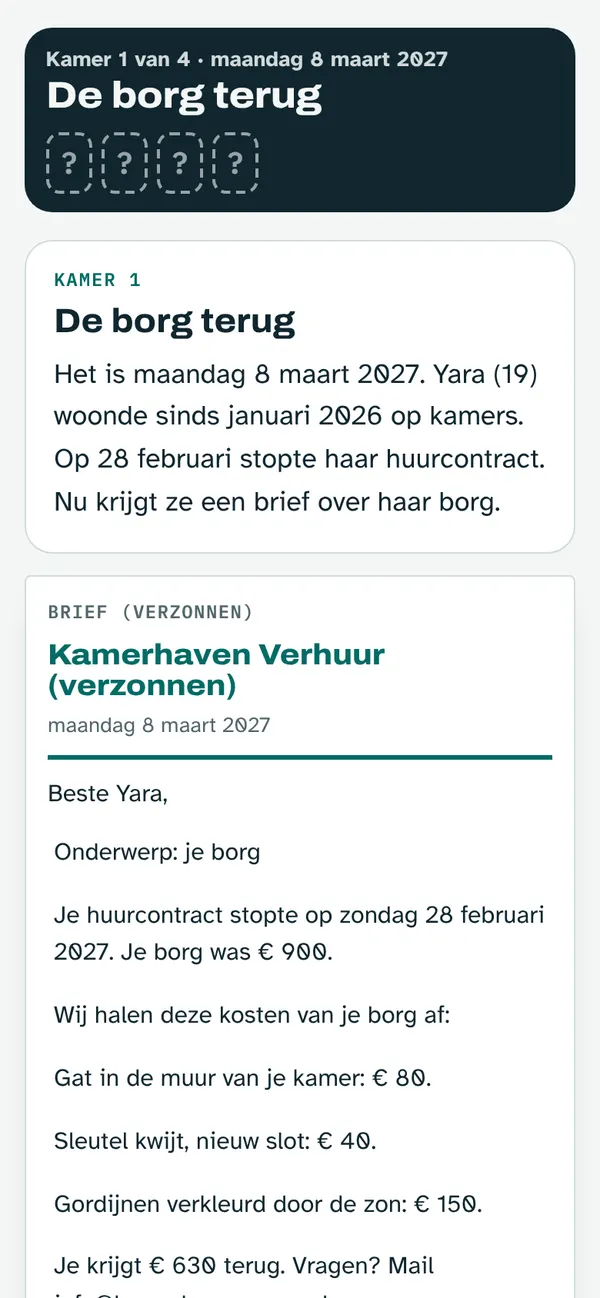 Kamer 1 van 4 · maandag 8 maart 2027
De borg terug
? ? ? ?
KAMER 1
De borg terug
Het is maandag 8 maart 2027. Yara (19)
woonde sinds januari 2026 op kamers.
Op 28 februari stopte haar huurcontract.
Nu krijgt ze een brief over haar borg.
BRIEF (VERZONNEN)
Kamerhaven Verhuur
(verzonnen)
maandag 8 maart 2027
Beste Yara,
Onderwerp: je borg
Je huurcontract stopte op zondag 28 februari
2027. Je borg was € 900.
Wij halen deze kosten van je borg af:
Gat in de muur van je kamer: € 80.
Sleutel kwijt, nieuw slot: € 40.
Gordijnen verkleurd door de zon: € 150.
Je krijgt € 630 terug. Vragen? Mail